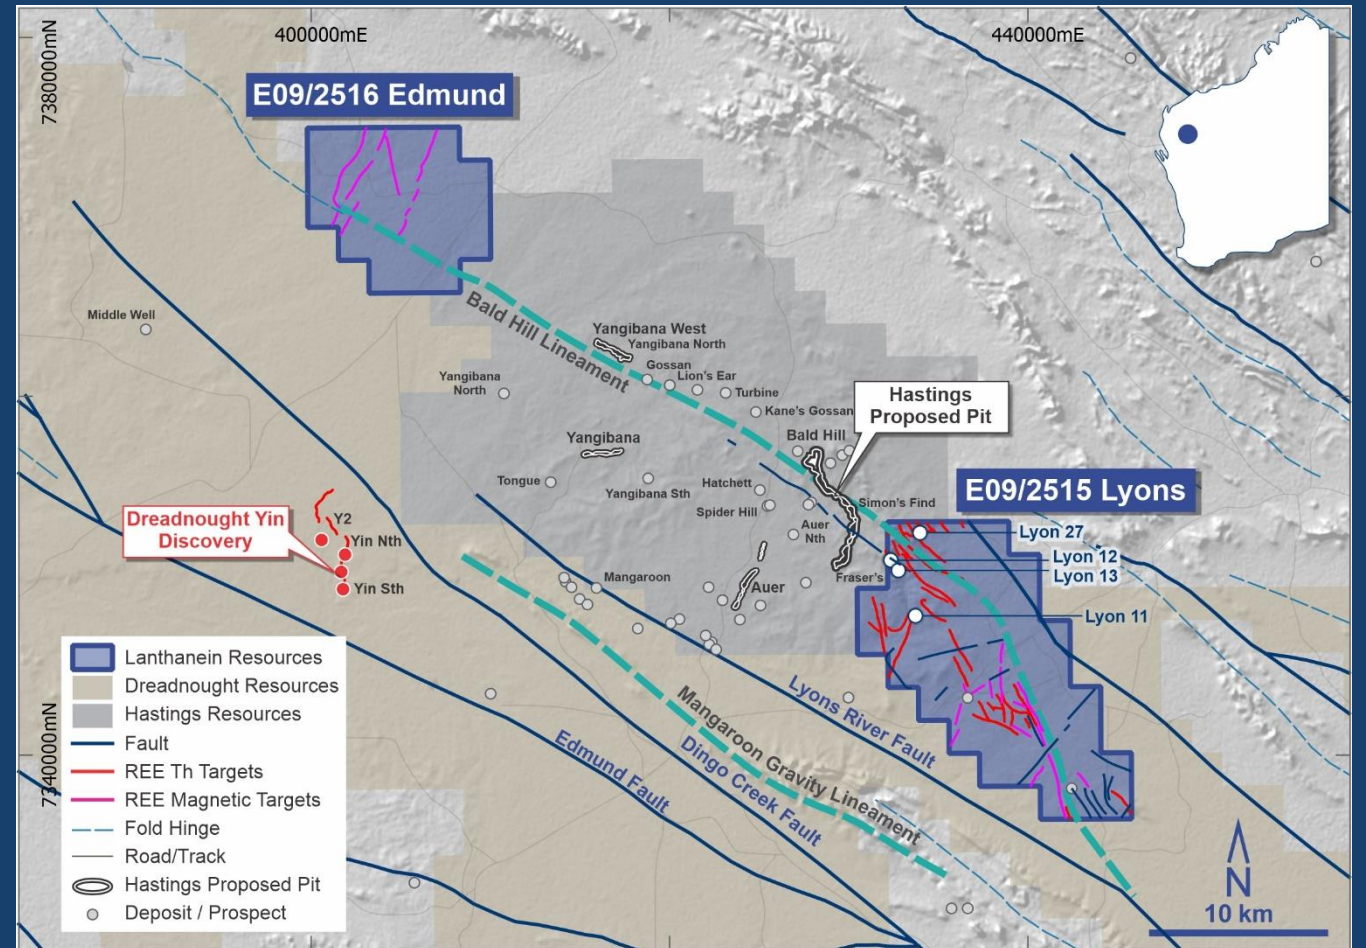 400000mE
440000mE
7380000mN
E09/2516 Edmund
Middle Well
Bald Hill Lineament
Yangibana West
Yangibana North
Gossan
Lion's Ear
Yangibana
North
Turbine
Kane's Gossan
Hastings
Proposed Pit
Yangibana
Bald Hill
Tongue
Yangibana Sth
Hatchett
Spider Hill
Simon's Find
E09/2515 Lyons
Auer
Nth
Dreadnought Yin
Discovery
Y2
Yin Nth
Yin Sth
Lyon 27
Lyon 12
Lyon 13
Mangaroon
Auer
Fraser's
Lyon 11
Lyons River Fault
Mangaroon Gravity Lineament
Dingo Creek Fault
Edmund Fault
7340000mN
Lanthanein Resources
Dreadnought Resources
Hastings Resources
Fault
REE Th Targets
REE Magnetic Targets
Fold Hinge
Road/Track
Hastings Proposed Pit
Deposit / Prospect
N
10 km